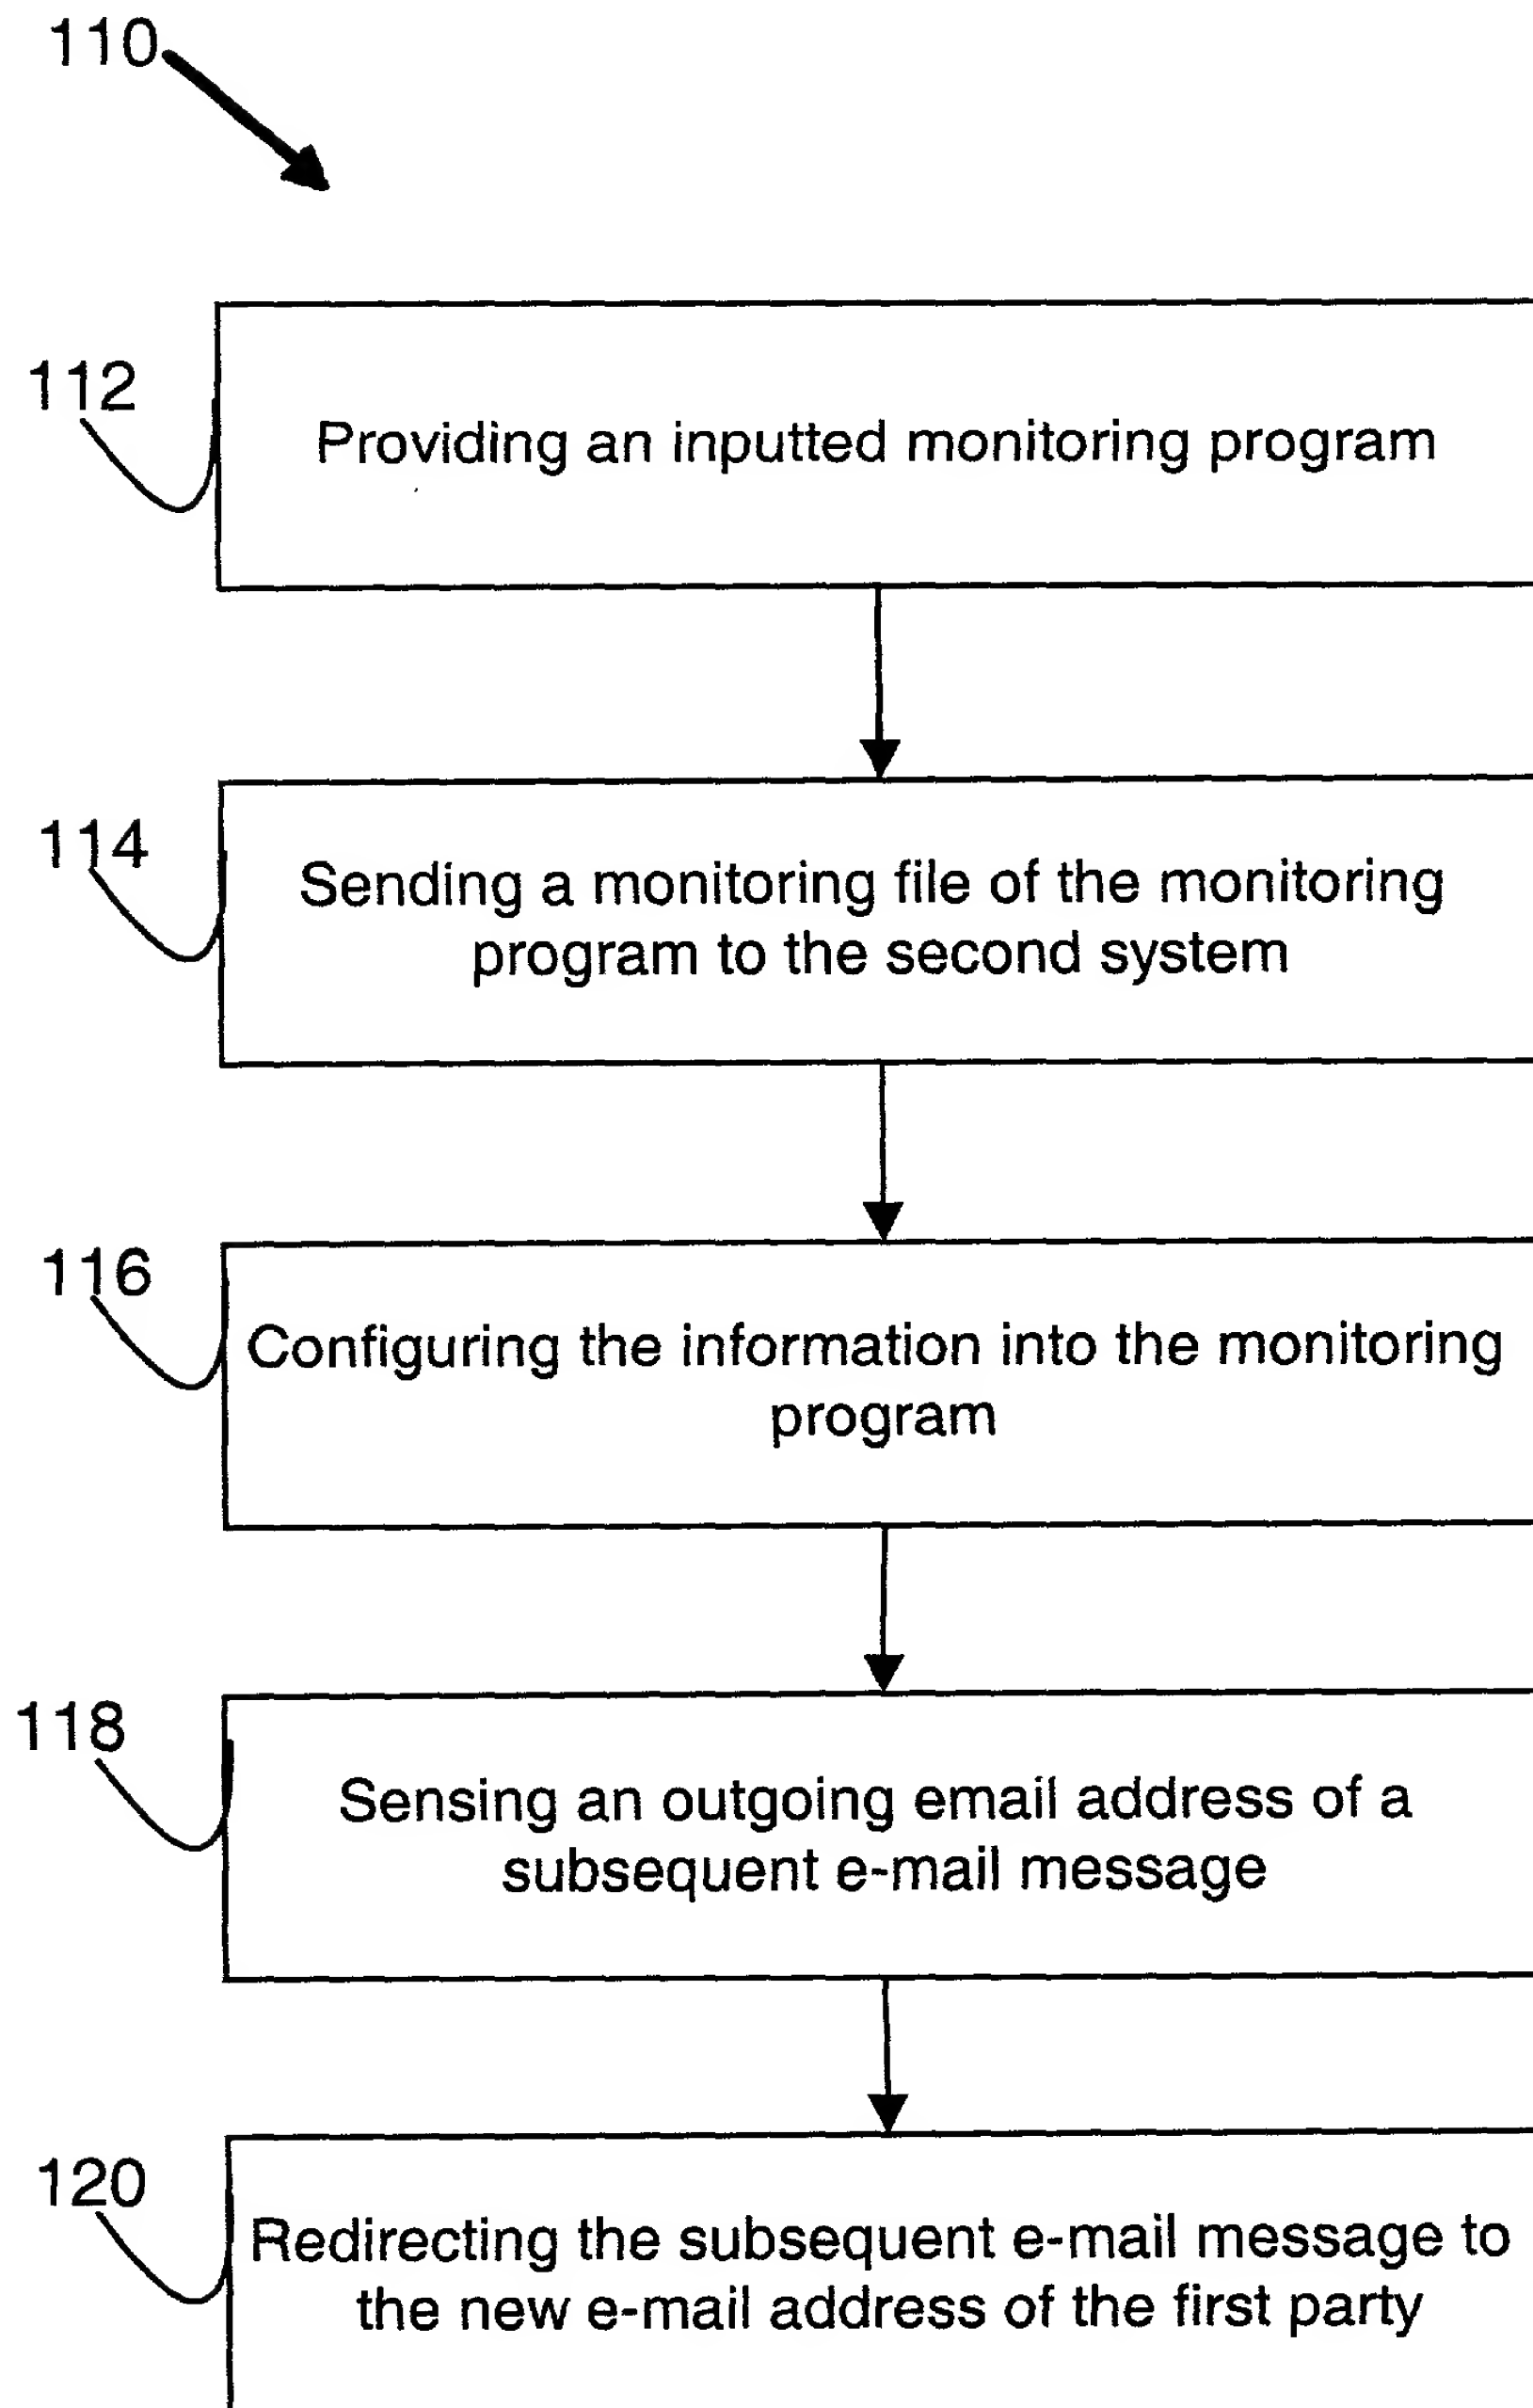 110
112
Providing an inputted monitoring program
114
Sending a monitoring file of the monitoring
program to the second system
116
Configuring the information into the monitoring
program
118
Sensing an outgoing email address of a
subsequent e-mail message
120
Redirecting the subsequent e-mail message to
the new e-mail address of the first party